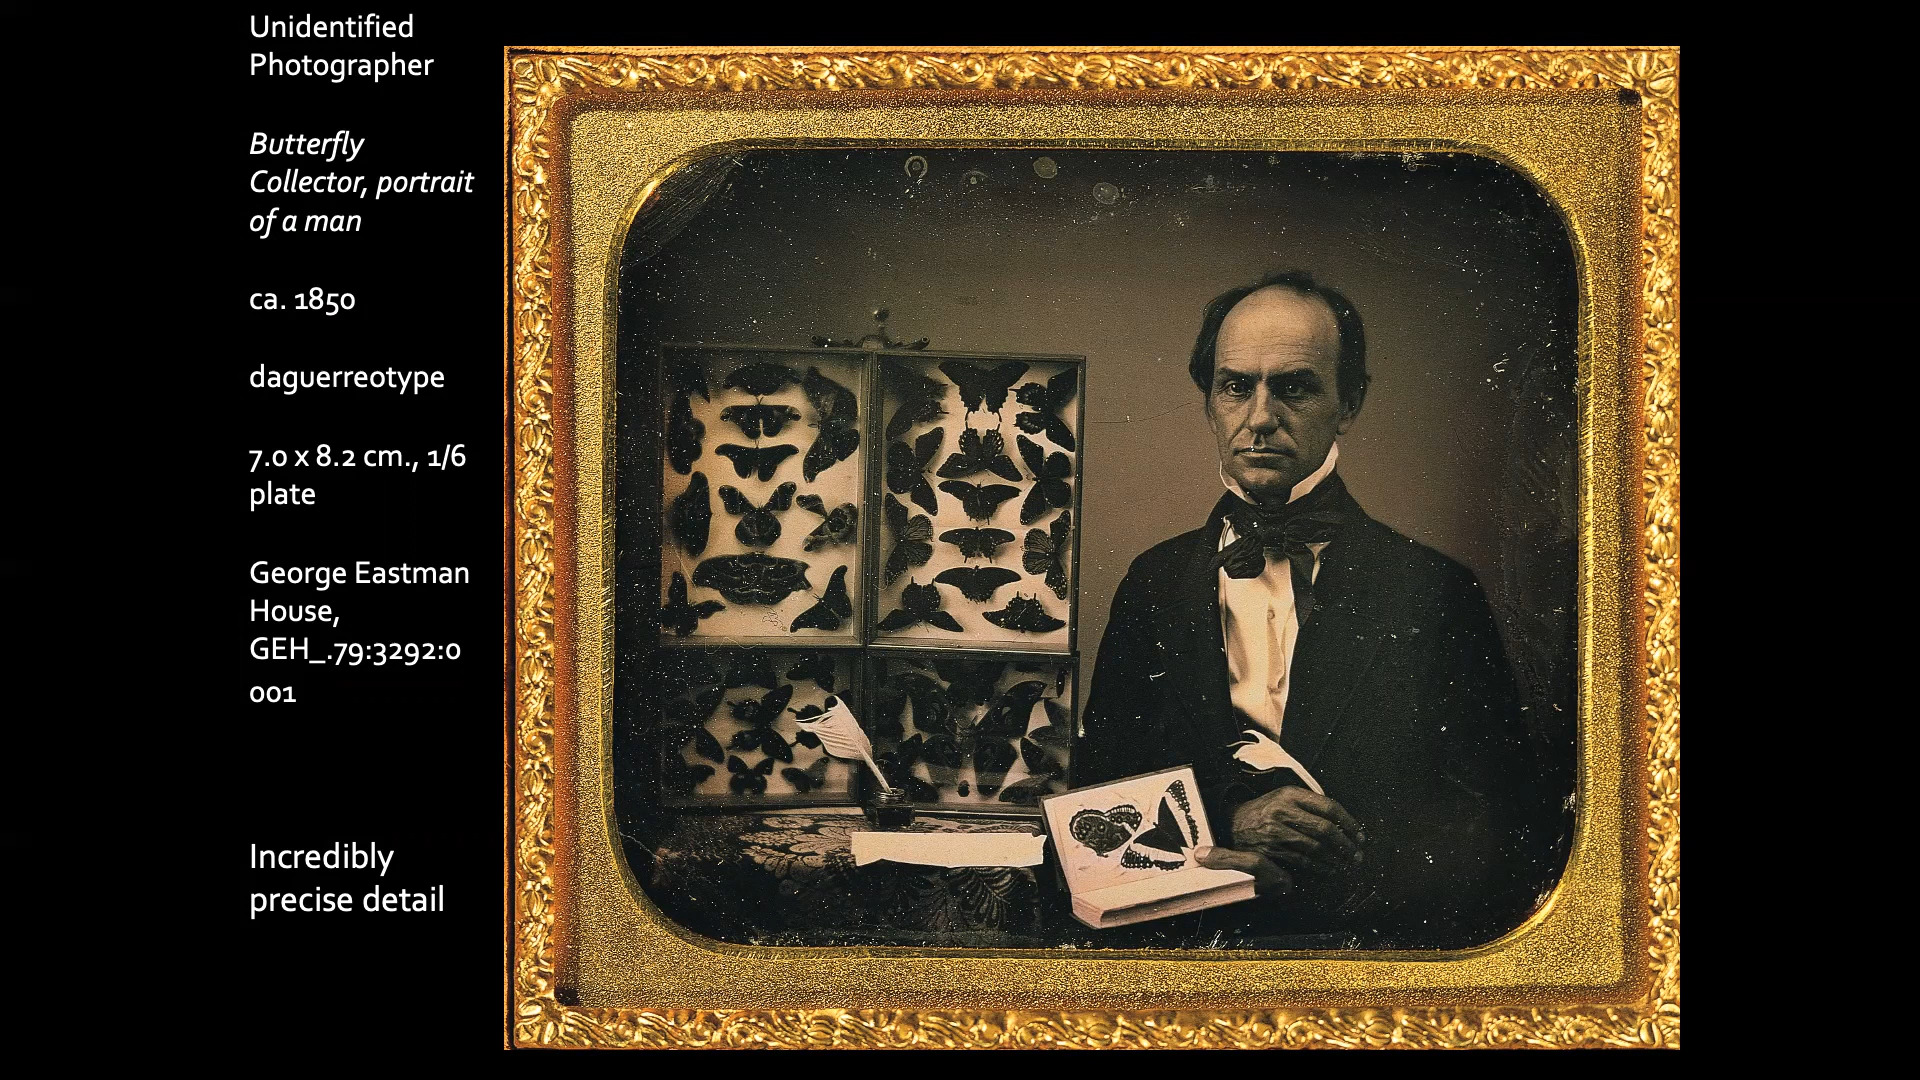 Unidentified
Photographer
Butterfly
Collector, portrait
of a man
ca. 1850
daguerreotype
7.0 x 8.2 cm., 1/6
plate
George Eastman
House,
GEH_.79:3292:0
001
Incredibly
precise detail